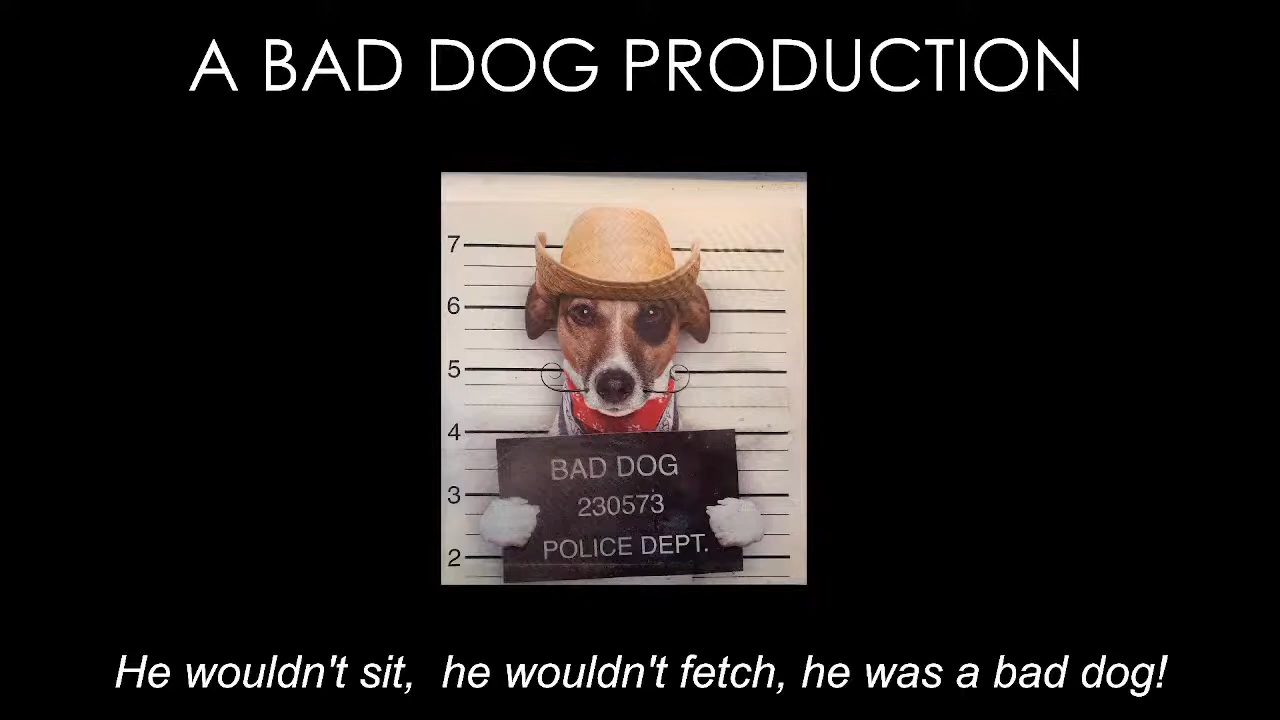 A BAD DOG PRODUCTION
7
6
5
4
3
2
BAD DOG
230573
POLICE DEPT.
He wouldn't sit,  he wouldn't fetch, he was a bad dog!